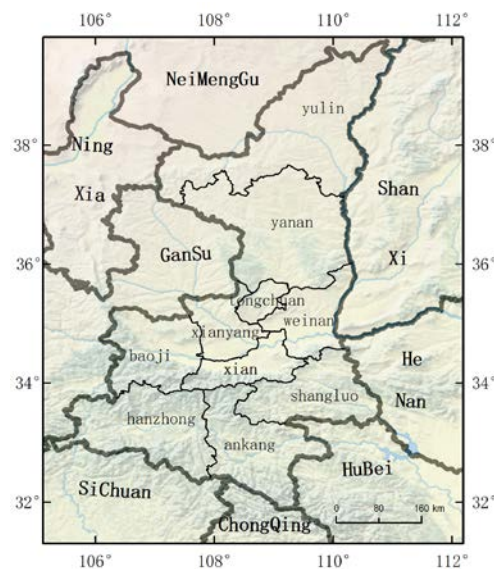 106° 108° 110° 112°
NeiMengGu
yulin
38° 38°
Ning
Shan
Xia
yanan
GanSu
Xi
36° 36°
tongchuan
weinan
xianyang
baoji
He
xian
34° 34°
shangluo
Nan
hanzhong
ankang
HuBei
SiChuan
32° 32°
0 80 160 km
ChongQing
106° 108° 110° 112°